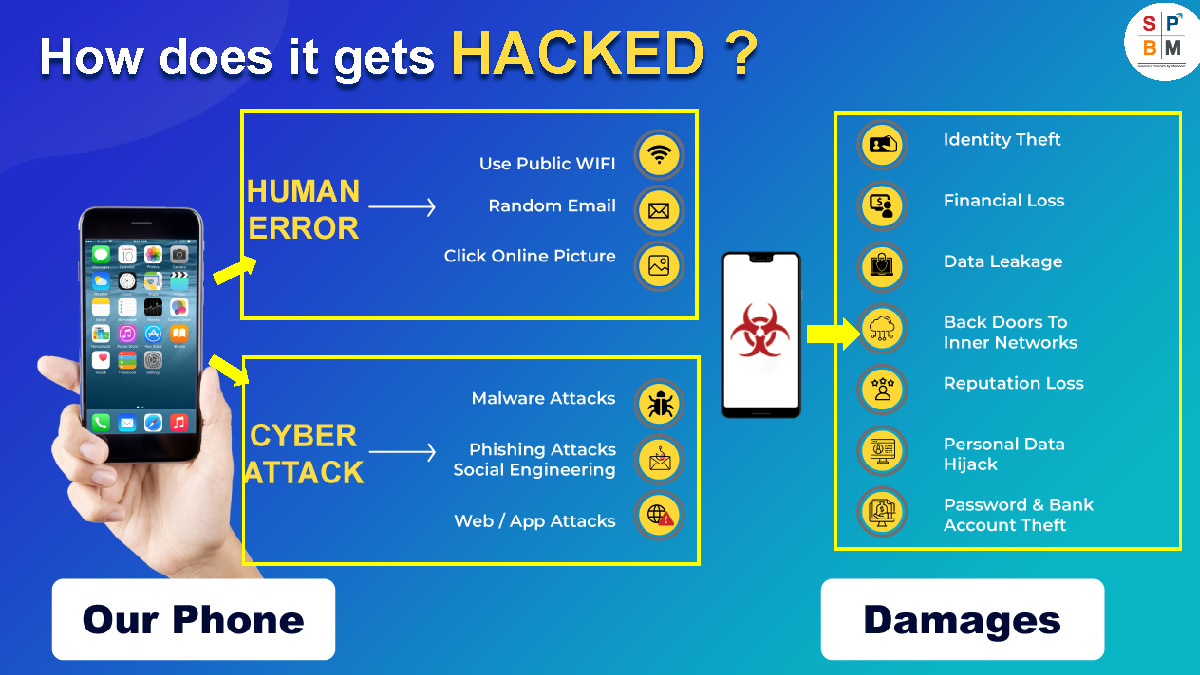 How does it gets HACKED ?
S P
B M
HUMAN
ERROR
Use Public WIFI
Random Email
Click Online Picture
CYBER
ATTACK
Malware Attacks
Phishing Attacks
Social Engineering
Web / App Attacks
Identity Theft
Financial Loss
Data Leakage
Back Doors To
Inner Networks
Reputation Loss
Personal Data
Hijack
Password & Bank
Account Theft
Our Phone
Damages